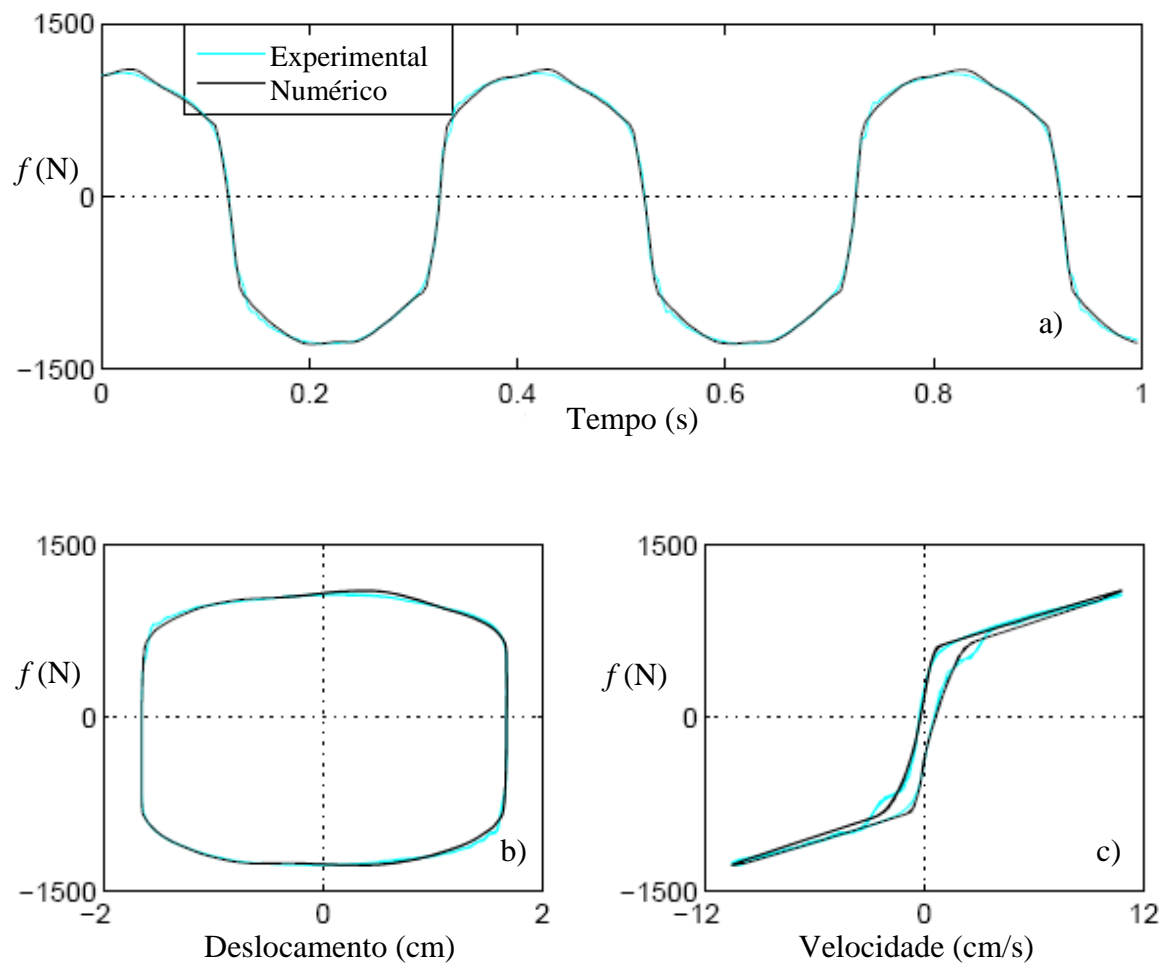 1500
Experimental
Numérico
f (N)
0
a)
−1500
0 0.2 0.4 0.6 0.8 1
Tempo (s)
1500
f (N)
0
b)
−1500
−2 0 2
Deslocamento (cm)
1500
f (N)
0
c)
−1500
−12 0 12
Velocidade (cm/s)